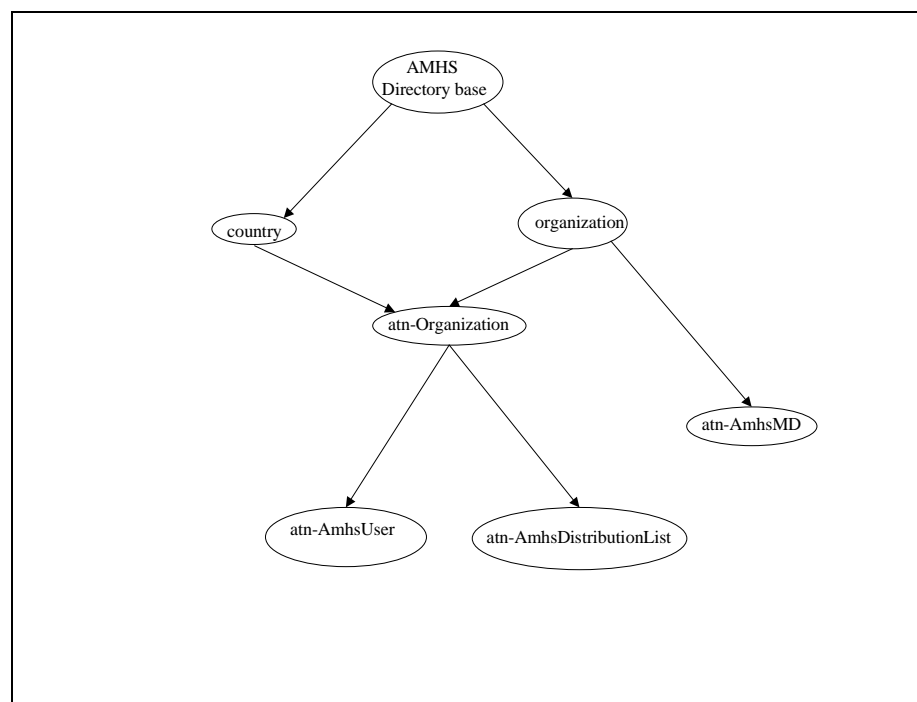 AMHS
Directory base
country
organization
atn-Organization
atn-AmhsMD
atn-AmhsUser
atn-AmhsDistributionList